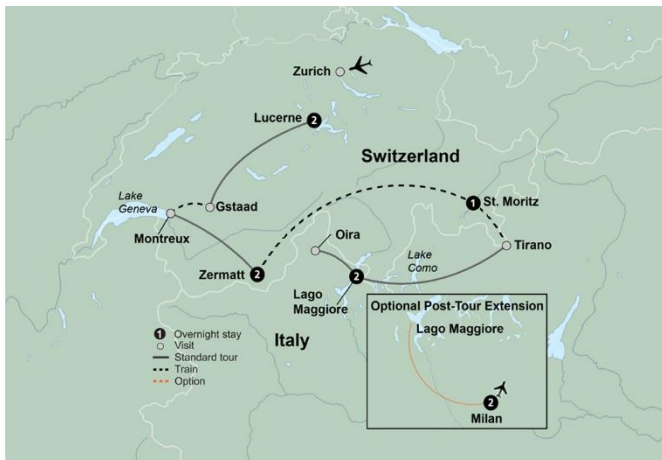 Zurich
Lucerne
2
Switzerland
Lake
Geneva
Gstaad
1
St. Moritz
Montreux
Oira
Tirano
Zermatt
2
Lake
Como
Lago
Maggiore
2
Italy
Optional Post-Tour Extension
Lago Maggiore
2
Milan
1 Overnight stay
Visit
Standard tour
Train
Option